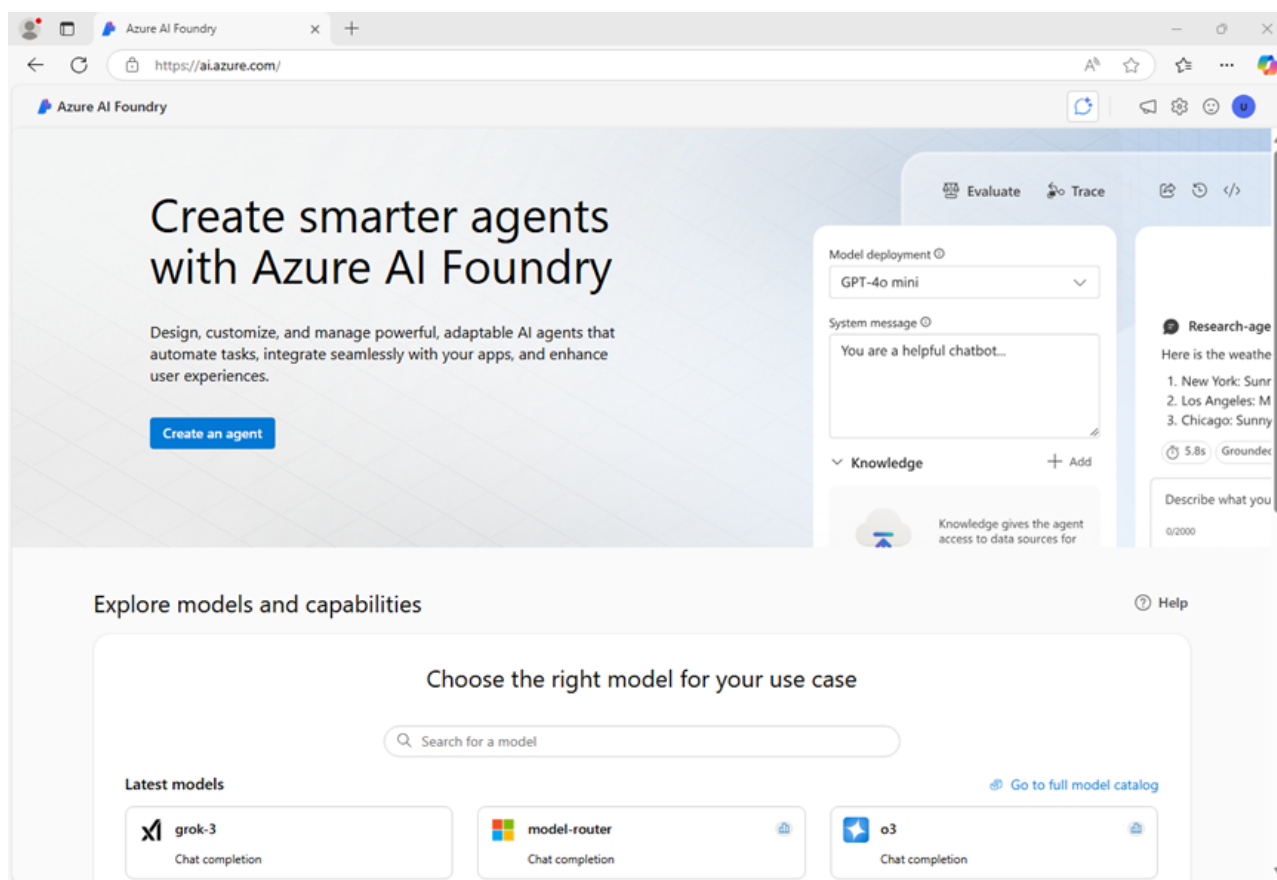 Azure AI Foundry
https://ai.azure.com/
Azure AI Foundry
U
Create smarter agents
with Azure AI Foundry
Design, customize, and manage powerful, adaptable AI agents that
automate tasks, integrate seamlessly with your apps, and enhance
user experiences.
Create an agent
Evaluate
Trace
Model deployment
GPT-4o mini
System message
You are a helpful chatbot...
Knowledge
Add
Knowledge gives the agent
access to data sources for
Research-age
Here is the weathe
1. New York: Sunr
2. Los Angeles: M
3. Chicago: Sunny
5.8s
Grounded
Describe what you
0/2000
Explore models and capabilities
Help
Choose the right model for your use case
Search for a model
Latest models
Go to full model catalog
grok-3
Chat completion
model-router
Chat completion
o3
Chat completion